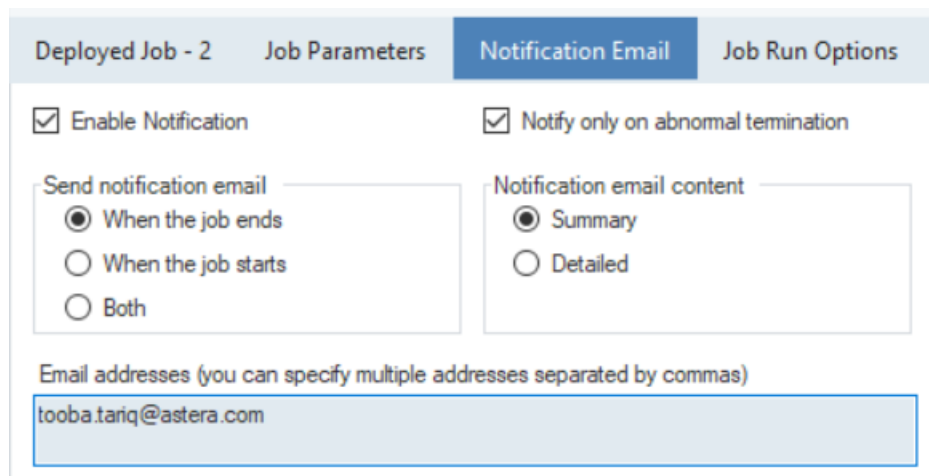 Deployed Job - 2 Job Parameters Notification Email Job Run Options
Enable Notification Notify only on abnormal termination
Send notification email
When the job ends
When the job starts
Both
Notification email content
Summary
Detailed
Email addresses (you can specify multiple addresses separated by commas)
tooba.tariq@astera.com